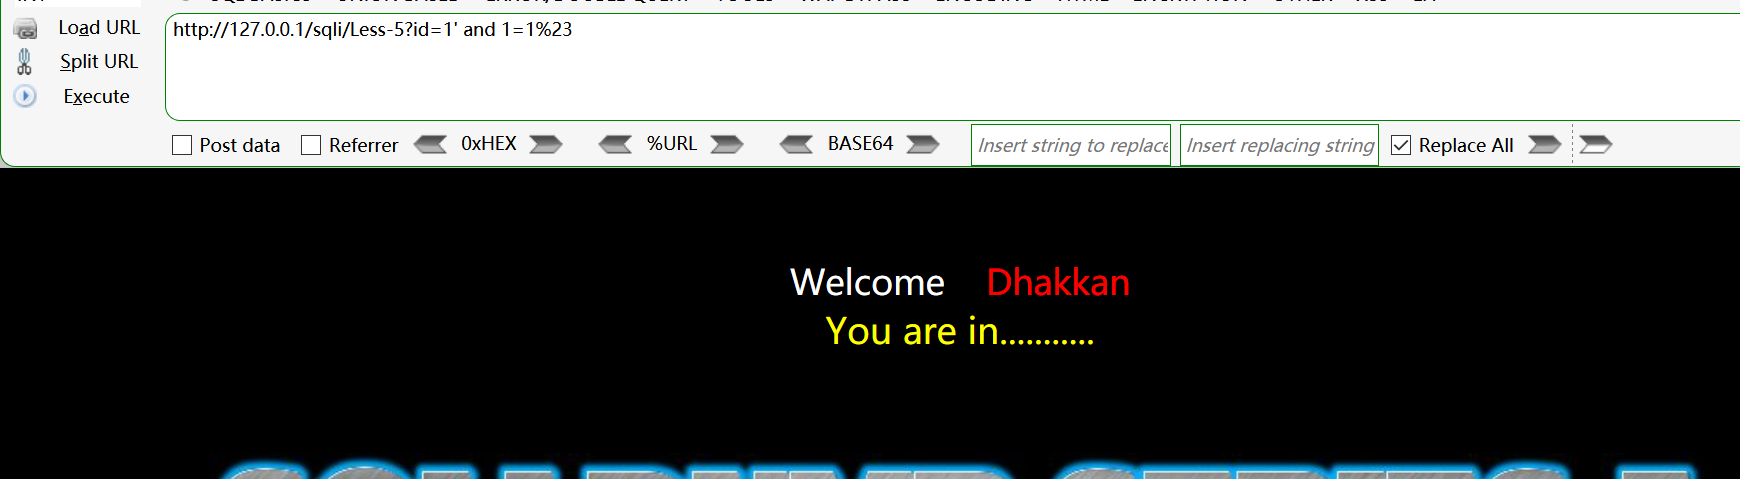 Load URL
http://127.0.0.1/sqli/Less-5?id=1' and 1=1%23
Split URL
Execute
Post data Referrer 0xHEX %URL BASE64 Insert string to replace Insert replacing string Replace All
Welcome Dhakkan
You are in...........